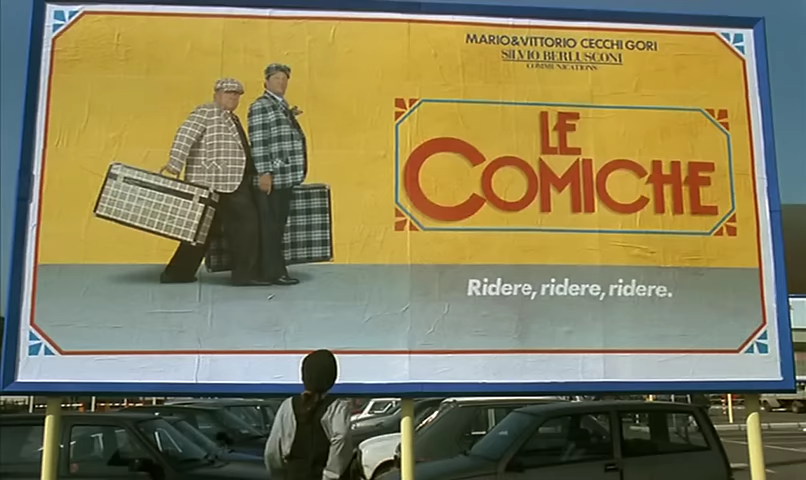 MARIO&VITTORIO CECCHI GORI
SILVIO BERLUSCONI
COMMUNICATIONS
LE
COMICHE
Ridere, ridere, ridere.